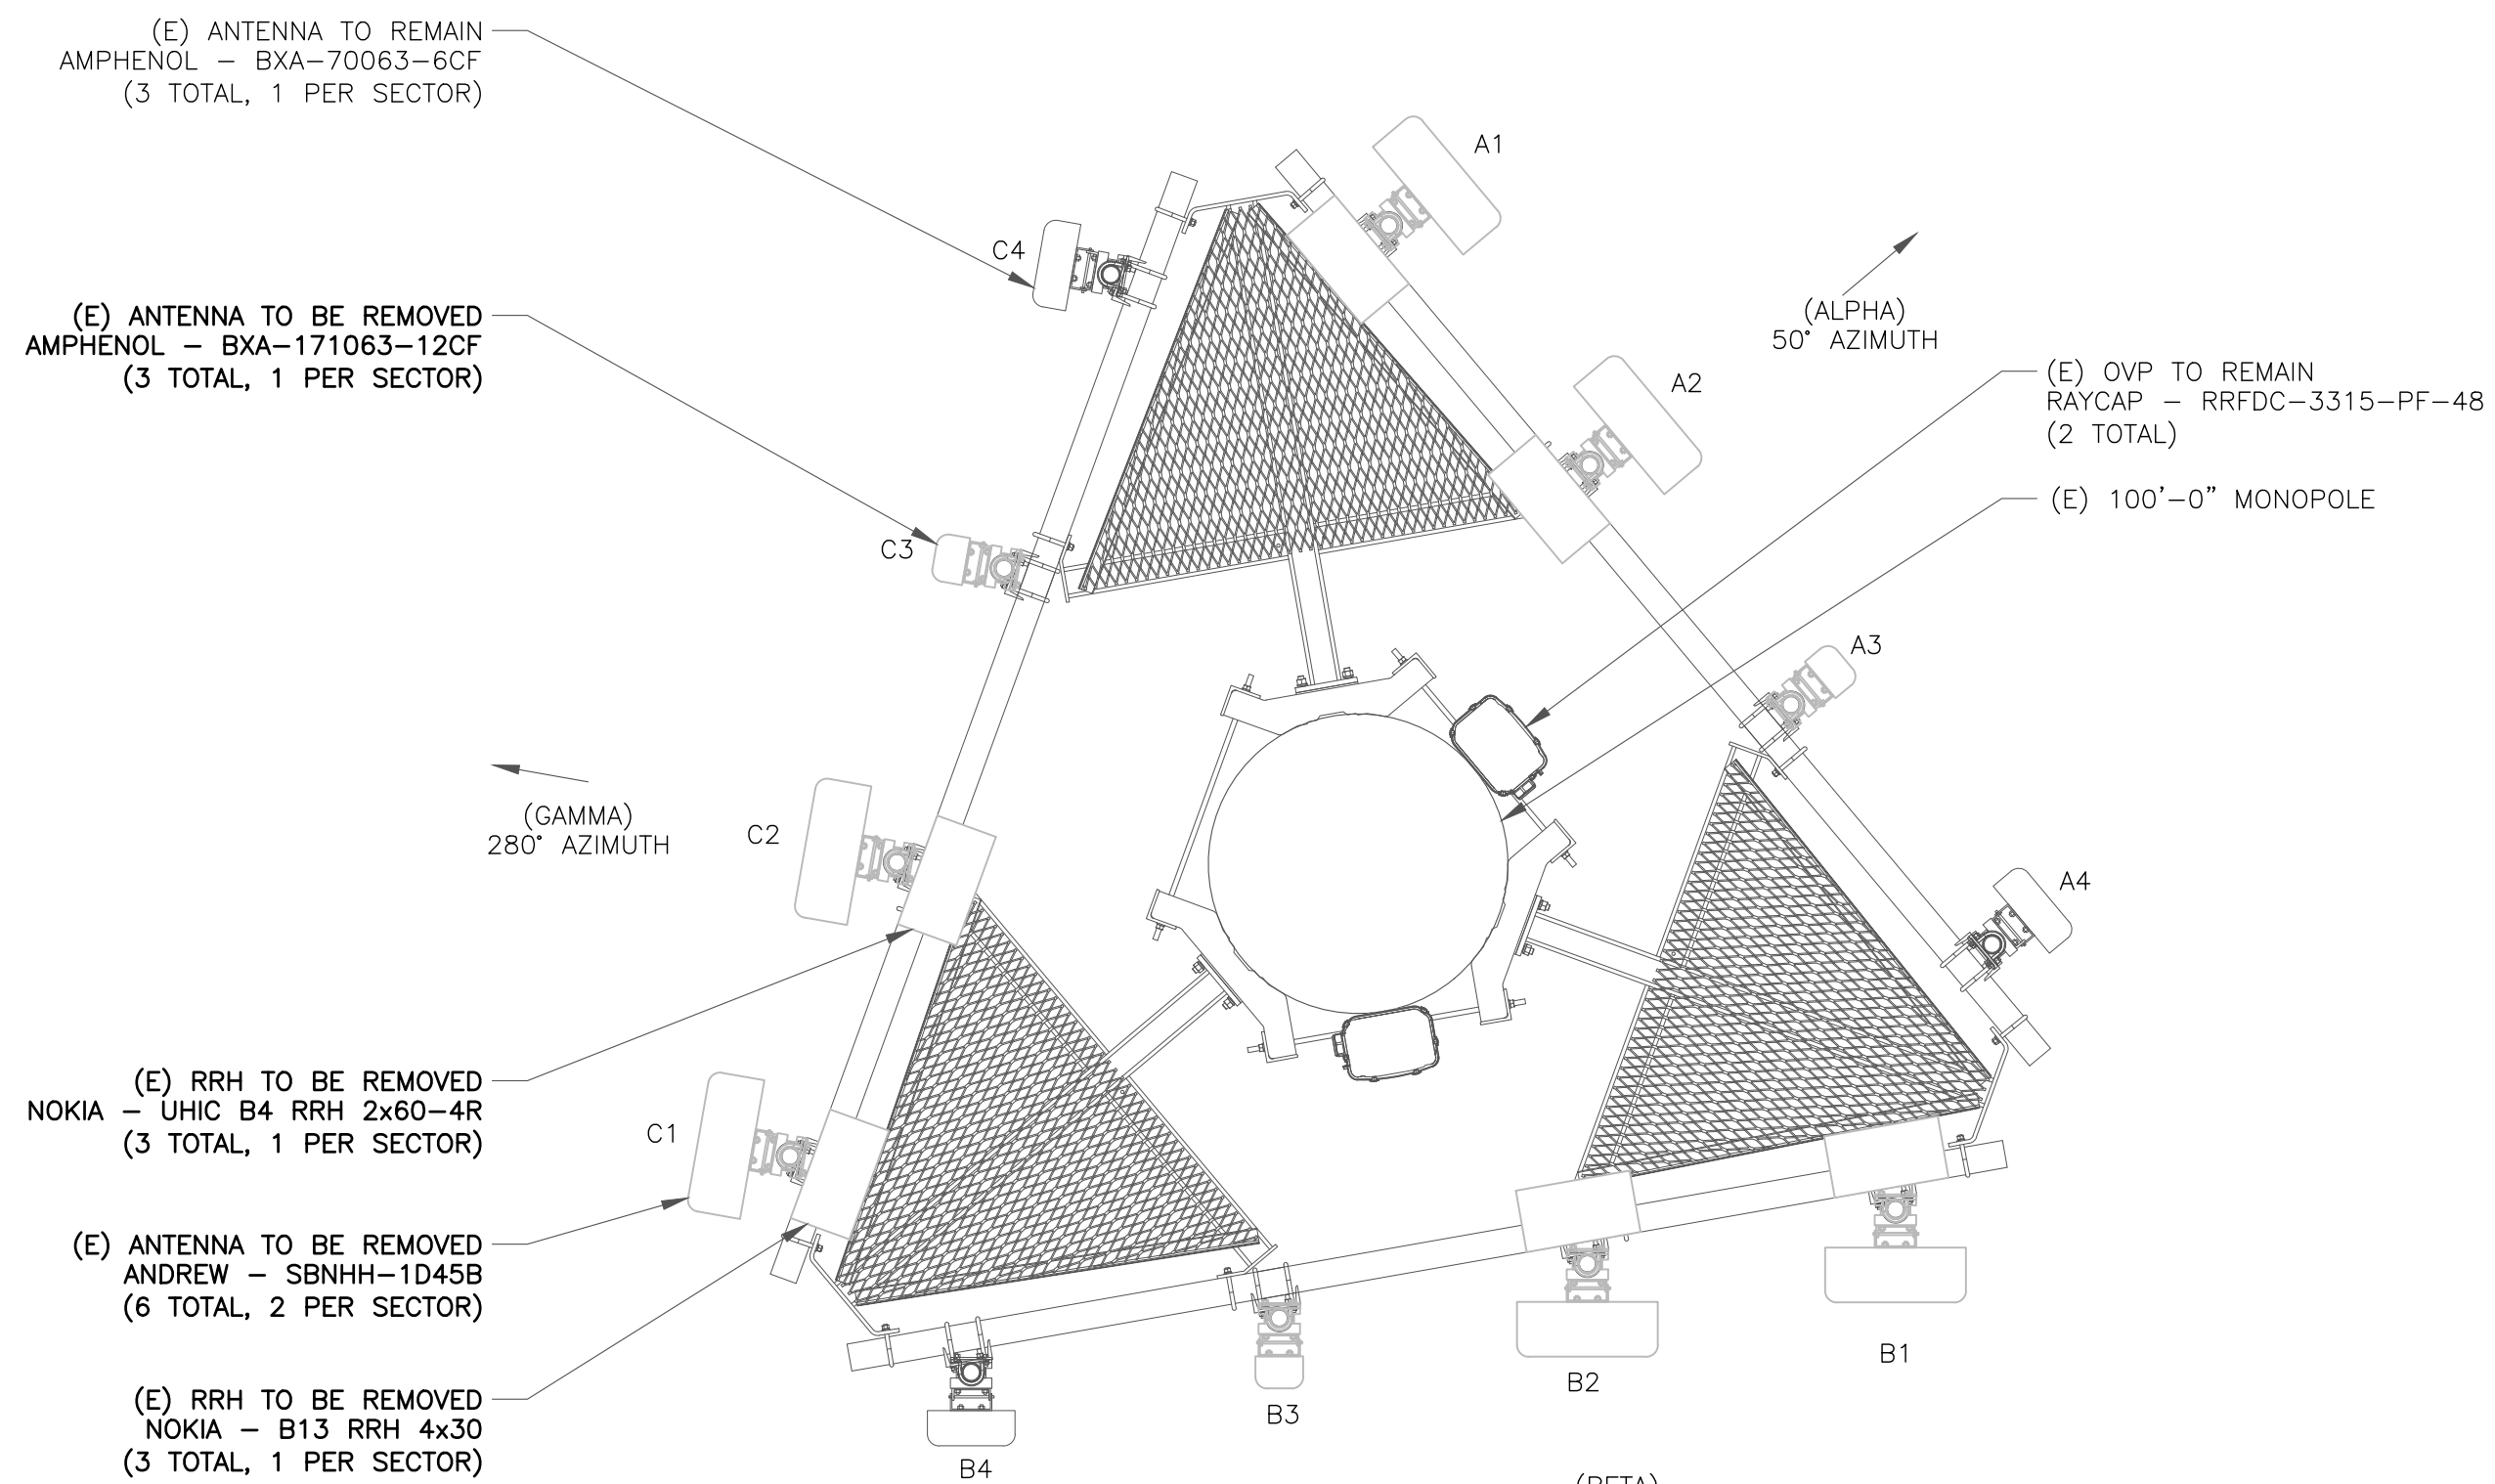 (E) ANTENNA TO REMAIN
AMPHENOL – BXA–70063–6CF
(3 TOTAL, 1 PER SECTOR)
(E) ANTENNA TO BE REMOVED
AMPHENOL – BXA–171063–12CF
(3 TOTAL, 1 PER SECTOR)
C4
C3
A1
A2
(ALPHA)
50° AZIMUTH
(E) OVP TO REMAIN
RAYCAP – RRFDC–3315–PF–48
(2 TOTAL)
(E) 100'–0" MONOPOLE
A3
A4
(GAMMA)
280° AZIMUTH
C2
C1
(E) RRH TO BE REMOVED
NOKIA – UHIC B4 RRH 2x60–4R
(3 TOTAL, 1 PER SECTOR)
(E) ANTENNA TO BE REMOVED
ANDREW – SBNHH–1D45B
(6 TOTAL, 2 PER SECTOR)
(E) RRH TO BE REMOVED
NOKIA – B13 RRH 4x30
(3 TOTAL, 1 PER SECTOR)
B1
B2
B3
B4
(BETA)